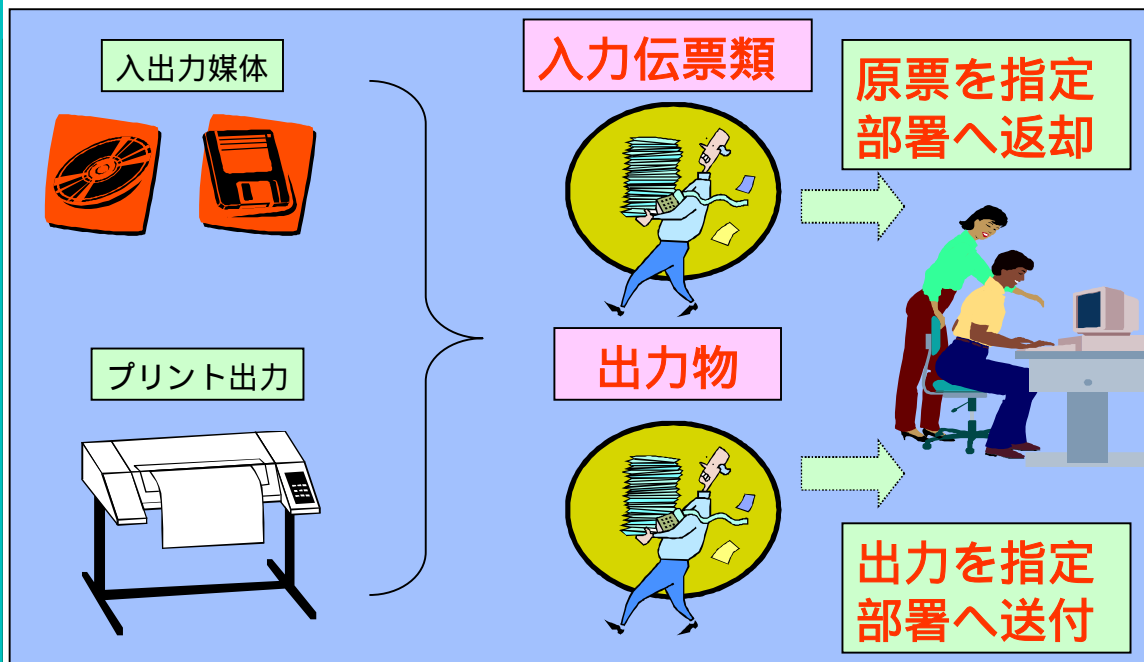 入出力媒体
プリント出力
入力伝票類
出力物
原票を指定
部署へ返却
出力を指定
部署へ送付